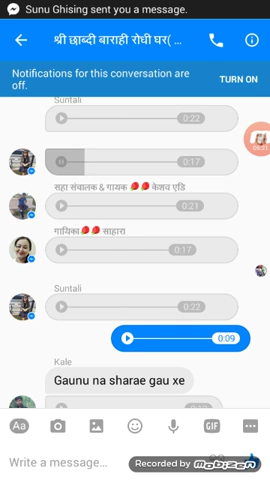 Sunu Ghising sent you a message.
श्री छाब्दी बाराही रोधी घर( ...
Notifications for this conversation are off.
TURN ON
Suntali
0:22
0:17
सहा संचालक & गायक 🌹🌹 केशव एडि
0:21
गायिका🌹🌹 साहारा
0:17
Suntali
0:22
0:09
Kale
Gaunu na sharae gau xe
Aa
GIF
Write a message...
Recorded by Mobizen